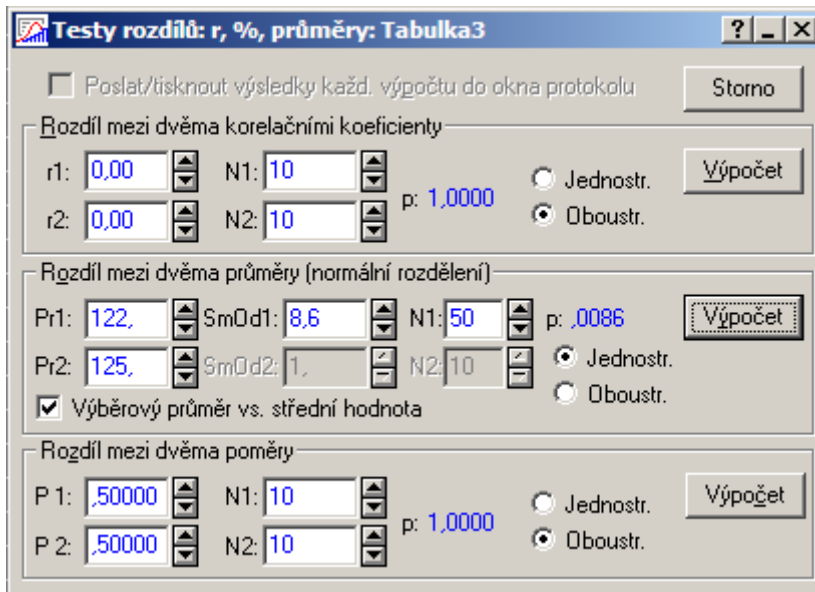 Testy rozdílů: r, %, průměry: Tabulka3
Poslat/tisknout výsledky každ. výpočtu do okna protokolu
Storno
Rozdíl mezi dvěma korelačními koeficienty
r1: 0,00 N1: 10
r2: 0,00 N2: 10
p: 1,0000
Jednostr.
Oboustr.
Výpočet
Rozdíl mezi dvěma průměry (normální rozdělení)
Pr1: 122, SmOd1: 8,6 N1: 50 p: ,0086
Výpočet
Pr2: 125, SmOd2: 1, N2: 10
Jednostr.
Oboustr.
Výběrový průměr vs. střední hodnota
Rozdíl mezi dvěma poměry
P 1: ,50000 N1: 10
P 2: ,50000 N2: 10
p: 1,0000
Jednostr.
Oboustr.
Výpočet